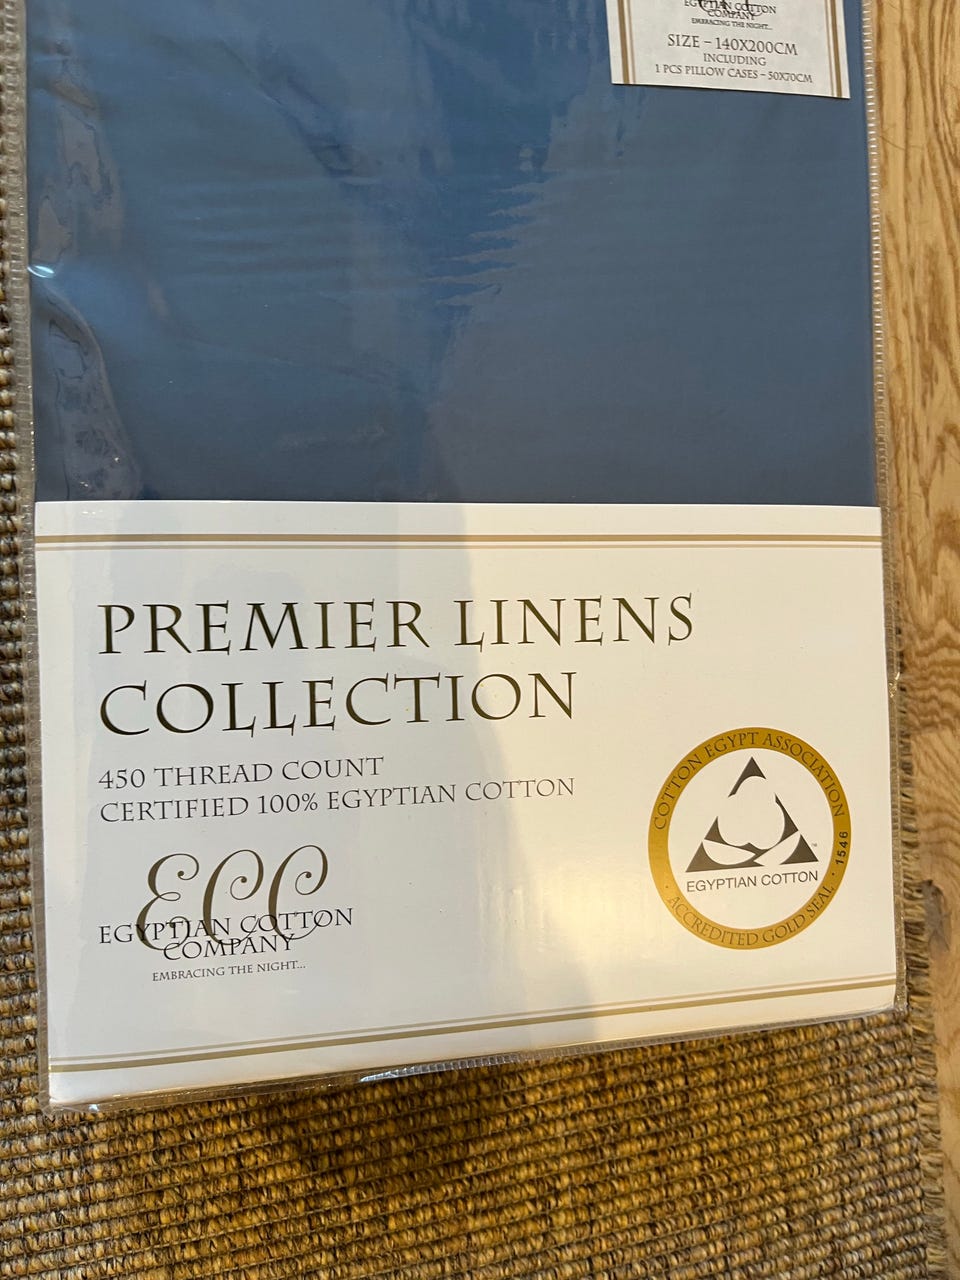 EGYPTIAN COTTON
COMPANY
EMBRACING THE NIGHT...
SIZE – 140X200CM
INCLUDING
1 PCS PILLOW CASES – 50X70CM
PREMIER LINENS
COLLECTION
450 THREAD COUNT
CERTIFIED 100% EGYPTIAN COTTON
ECC
EGYPTIAN COTTON
COMPANY
EMBRACING THE NIGHT...
COTTON EGYPT ASSOCIATION
EGYPTIAN COTTON
TM
· ACCREDITED GOLD SEAL · 1546